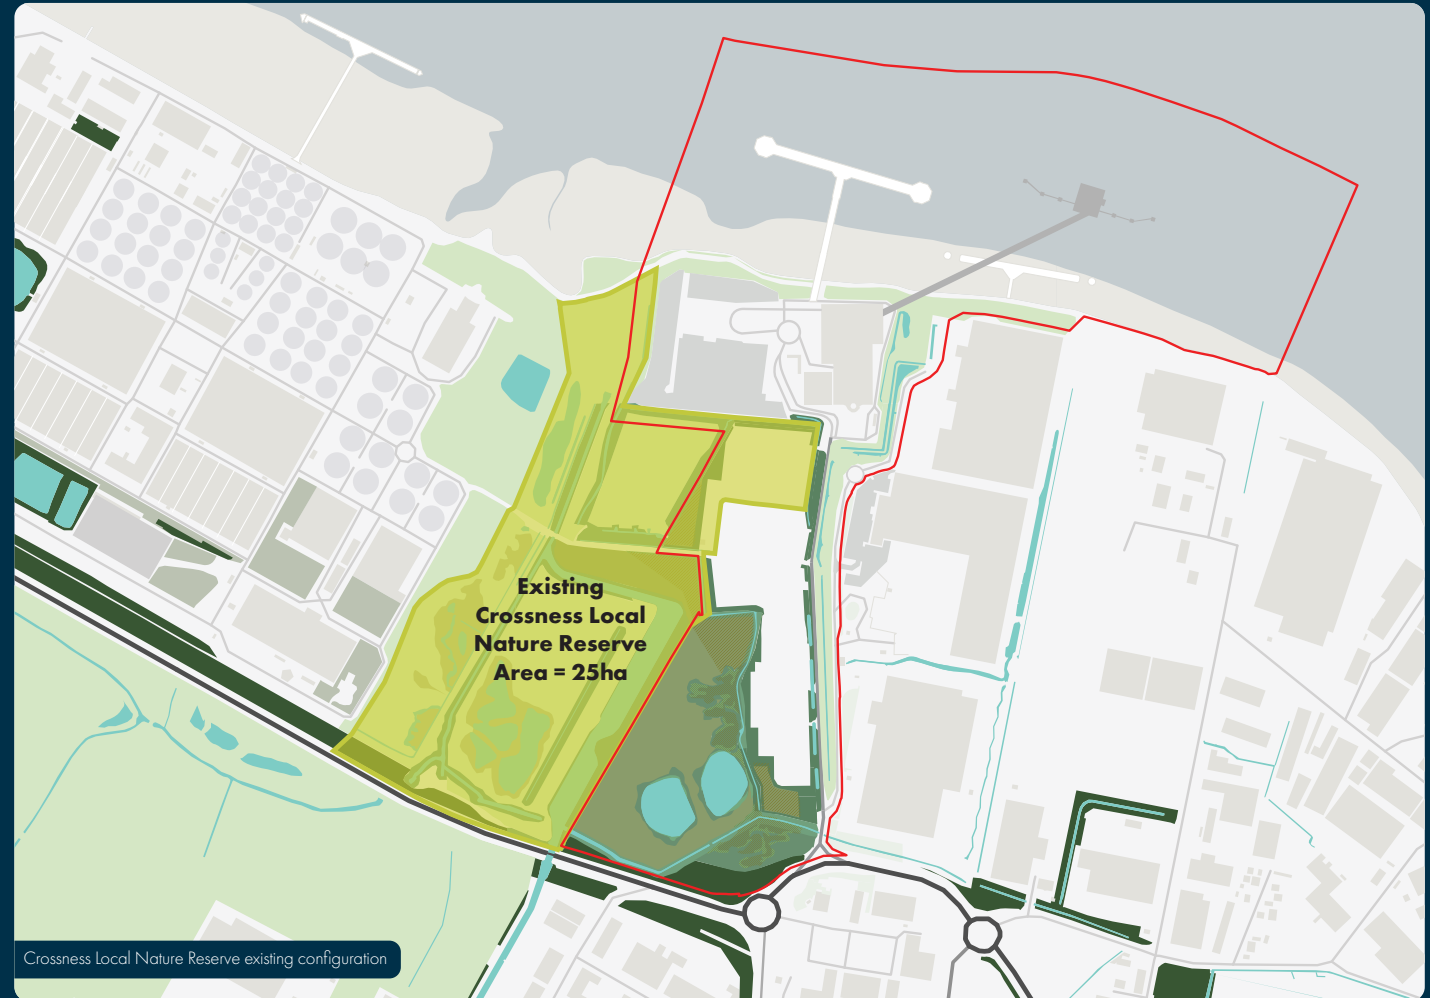 Existing
Crossness Local
Nature Reserve
Area = 25ha
Crossness Local Nature Reserve existing configuration